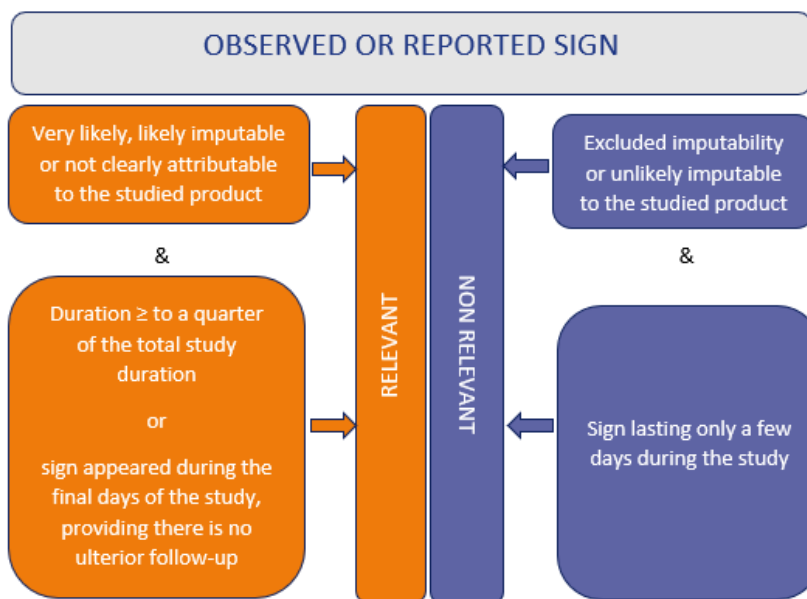 OBSERVED OR REPORTED SIGN
Very likely, likely imputable
or not clearly attributable
to the studied product
&
Duration ≥ to a quarter
of the total study
duration
or
sign appeared during the
final days of the study,
providing there is no
ulterior follow-up
RELEVANT
NON RELEVANT
Excluded imputability
or unlikely imputable
to the studied product
&
Sign lasting only a few
days during the study